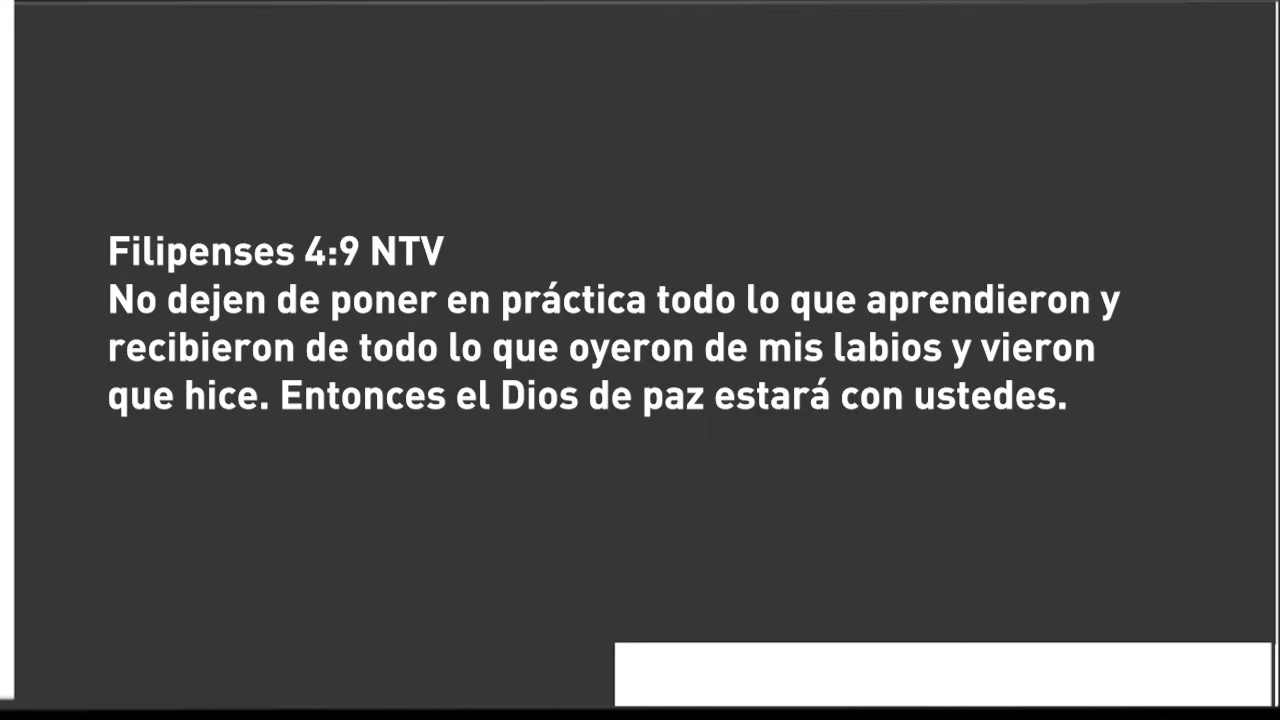 Filipenses 4:9 NTV
No dejen de poner en práctica todo lo que aprendieron y
recibieron de todo lo que oyeron de mis labios y vieron
que hice. Entonces el Dios de paz estará con ustedes.